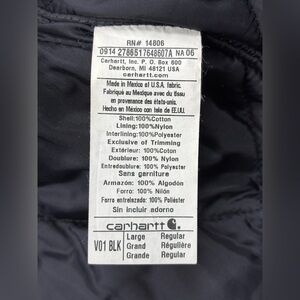 RN# 14806
0914 2786517648607A NA 06
Carhartt, Inc. P.O. Box 600
Dearborn, MI 48121 USA
carhartt.com
Made in Mexico of U.S.A. fabric.
Fabriqué au Mexique avec du tissu
en provenance des états-unis.
Hecho en México con tela de EE.UU.
Shell:100%Cotton
Lining:100%Nylon
Interlining:100%Polyester
Exclusive of Trimming
Extérieur: 100%Coton
Doublure: 100% Nylon
Entredoublure: 100% Polyester
Sans garniture
Armazón: 100% Algodón
Forro: 100% Nilón
Forro entrelazado: 100% Poliéster
Sin incluir adorno
carhartt
V01 BLK
Large Regular
Grand Régulière
Grande Regular